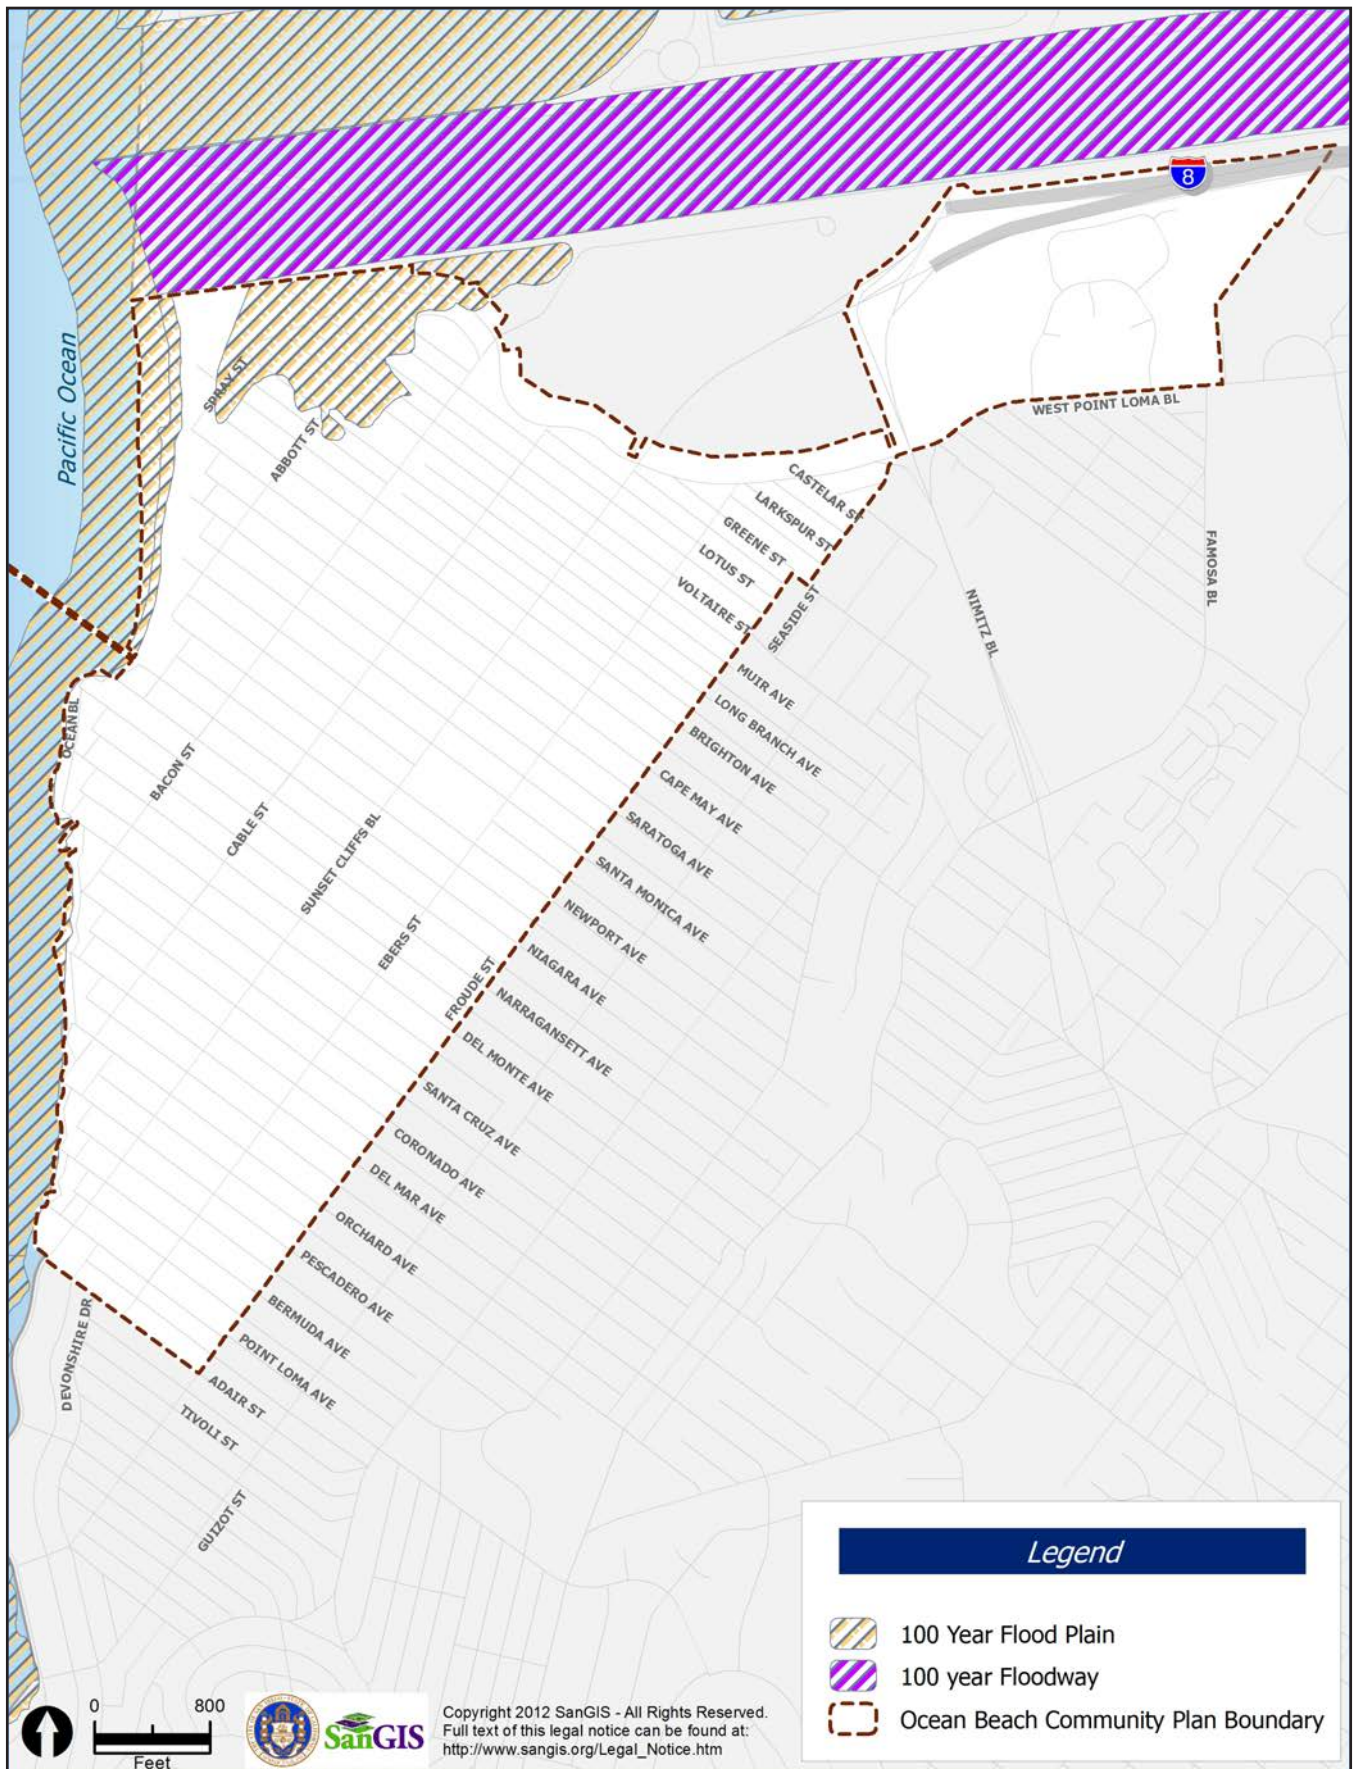 8
Pacific Ocean
SPRAY ST
ABBOTT ST
WEST POINT LOMA BL
CASTELAR ST
LARKSPUR ST
GREENE ST
LOTUS ST
VOLTAIRE ST
SEASIDE ST
NIMITZ BL
FAMOSA BL
MUIR AVE
LONG BRANCH AVE
BRIGHTON AVE
CAPE MAY AVE
SARATOGA AVE
SANTA MONICA AVE
NEWPORT AVE
NIAGARA AVE
NARRAGANSETT AVE
DEL MONTE AVE
SANTA CRUZ AVE
CORONADO AVE
DEL MAR AVE
ORCHARD AVE
PESCADERO AVE
BERMUDA AVE
POINT LOMA AVE
ADAIR ST
TIVOLI ST
GUIZOT ST
OCEAN BL
BACON ST
CABLE ST
SUNSET CLIFFS BL
EBERS ST
FROUDE ST
DEVONSHIRE DR
Legend
100 Year Flood Plain
100 year Floodway
Ocean Beach Community Plan Boundary
0 800
Feet
SanGIS
Copyright 2012 SanGIS - All Rights Reserved.
Full text of this legal notice can be found at:
http://www.sangis.org/Legal_Notice.htm